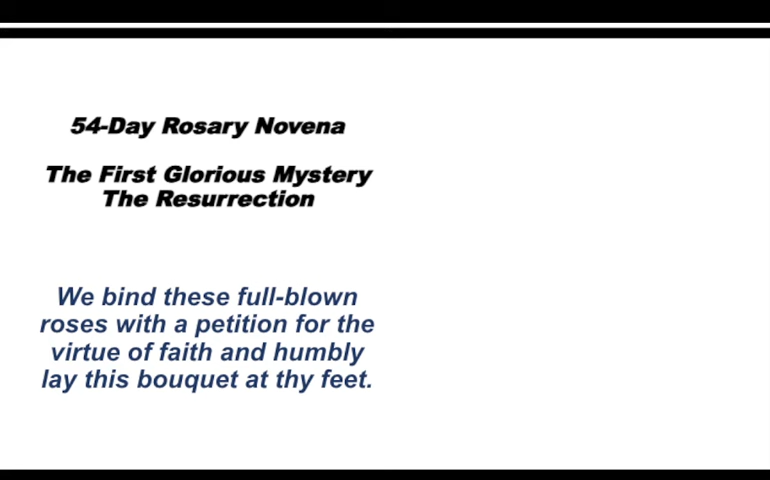 54-Day Rosary Novena
The First Glorious Mystery
The Resurrection
We bind these full-blown
roses with a petition for the
virtue of faith and humbly
lay this bouquet at thy feet.